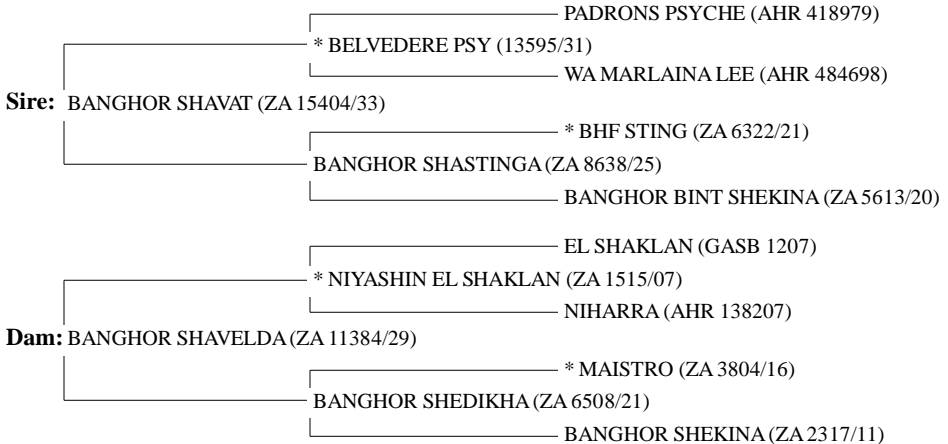 PADRONS PSYCHE (AHR 418979)
* BELVEDERE PSY (13595/31)
WA MARLAINA LEE (AHR 484698)
Sire: BANGHOR SHAVAT (ZA 15404/33)
* BHF STING (ZA 6322/21)
BANGHOR SHASTINGA (ZA 8638/25)
BANGHOR BINT SHEKINA (ZA 5613/20)
EL SHAKLAN (GASB 1207)
* NIYASHIN EL SHAKLAN (ZA 1515/07)
NIHARRA (AHR 138207)
Dam: BANGHOR SHAVELDA (ZA 11384/29)
* MAISTRO (ZA 3804/16)
BANGHOR SHEDIKHA (ZA 6508/21)
BANGHOR SHEKINA (ZA 2317/11)